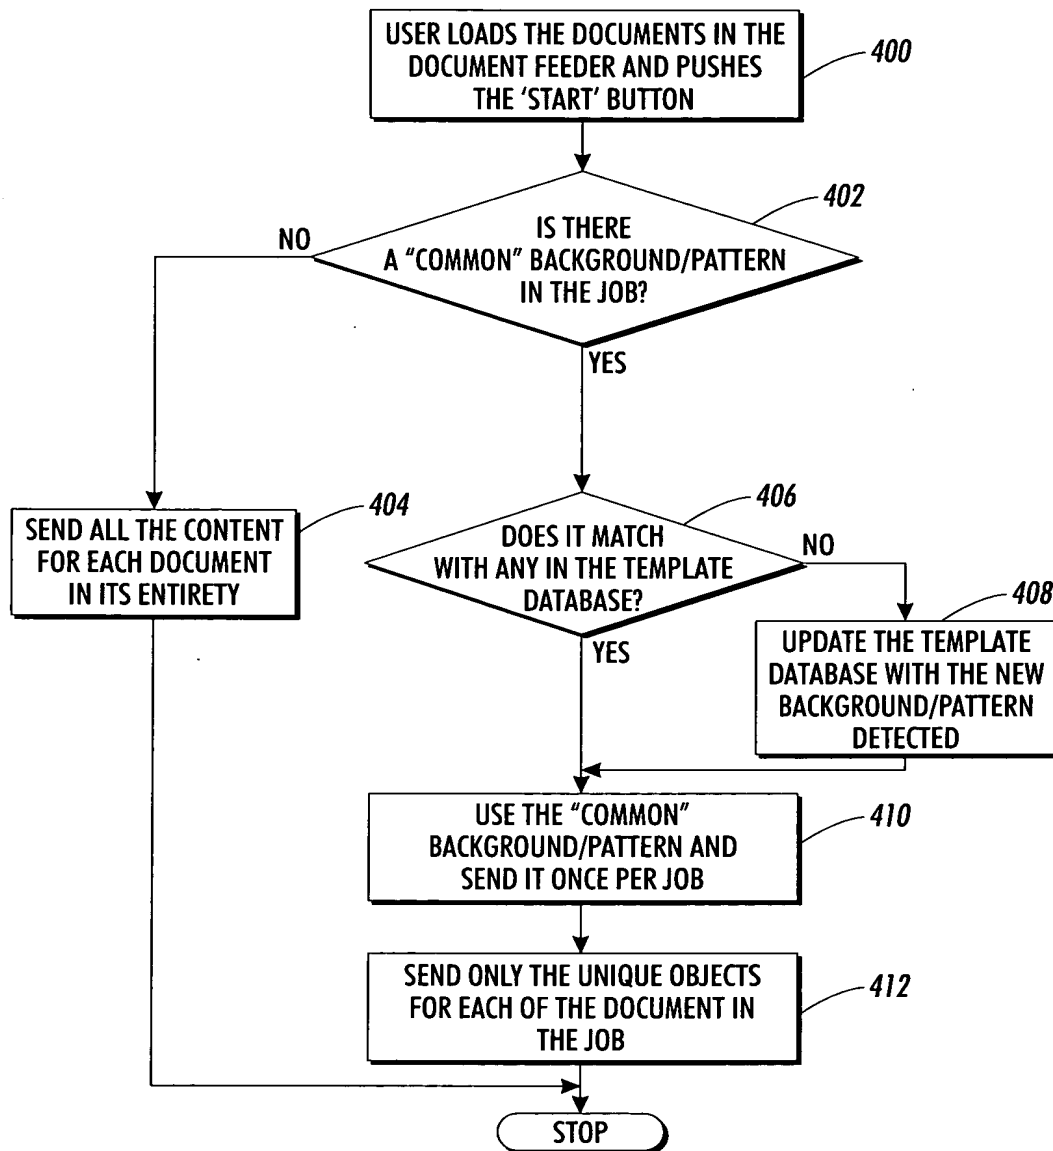 USER LOADS THE DOCUMENTS IN THE
DOCUMENT FEEDER AND PUSHES
THE ‘START’ BUTTON
400
402
IS THERE
A “COMMON” BACKGROUND/PATTERN
IN THE JOB?
NO
YES
404
SEND ALL THE CONTENT
FOR EACH DOCUMENT
IN ITS ENTIRETY
406
DOES IT MATCH
WITH ANY IN THE TEMPLATE
DATABASE?
NO
YES
408
UPDATE THE TEMPLATE
DATABASE WITH THE NEW
BACKGROUND/PATTERN
DETECTED
USE THE “COMMON”
BACKGROUND/PATTERN AND
SEND IT ONCE PER JOB
410
SEND ONLY THE UNIQUE OBJECTS
FOR EACH OF THE DOCUMENT IN
THE JOB
412
STOP